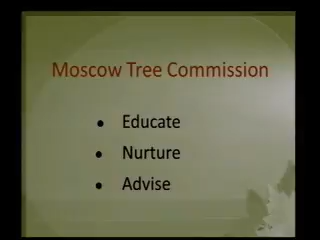 Moscow Tree Commission
• Educate
• Nurture
• Advise